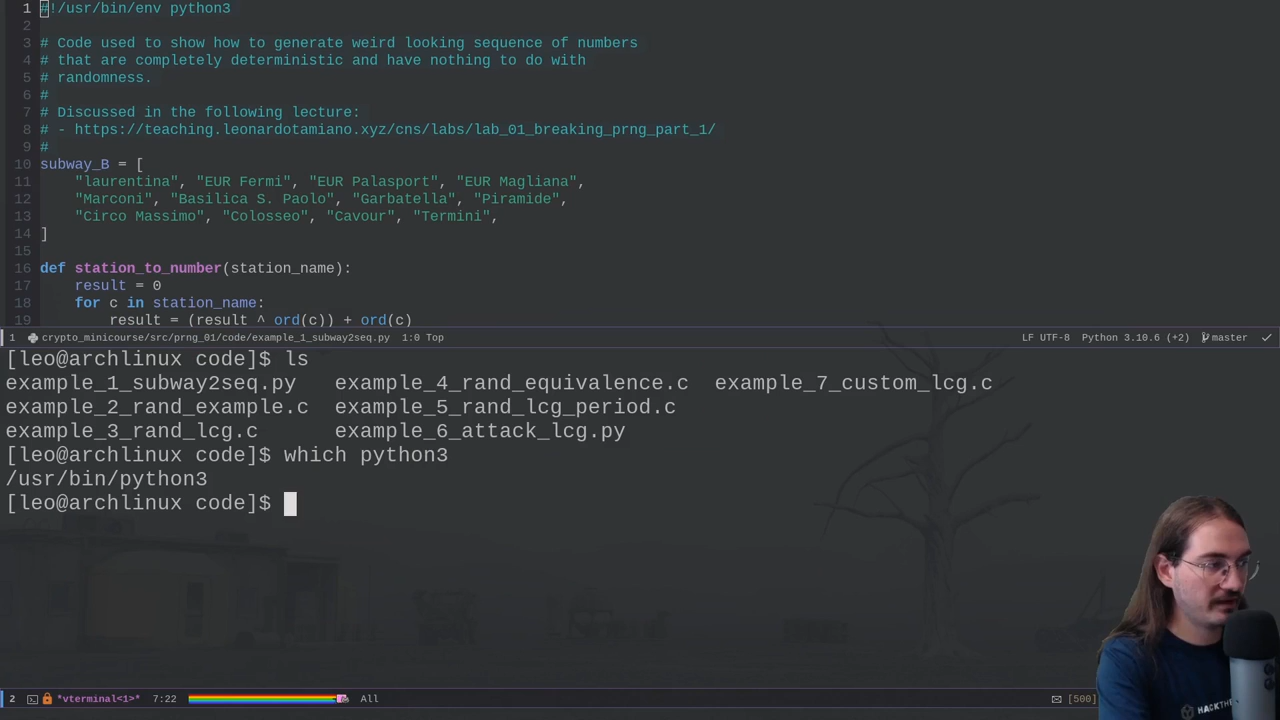 1 #!/usr/bin/env python3
2
3 # Code used to show how to generate weird looking sequence of numbers
4 # that are completely deterministic and have nothing to do with
5 # randomness.
6 #
7 # Discussed in the following lecture:
8 # - https://teaching.leonardotamiano.xyz/cns/labs/lab_01_breaking_prng_part_1/
9 #
10 subway_B = [
11 "laurentina", "EUR Fermi", "EUR Palasport", "EUR Magliana",
12 "Marconi", "Basilica S. Paolo", "Garbatella", "Piramide",
13 "Circo Massimo", "Colosseo", "Cavour", "Termini",
14 ]
15
16 def station_to_number(station_name):
17 result = 0
18 for c in station_name:
19 result = (result ^ ord(c)) + ord(c)
1 crypto_minicourse/src/prng_01/code/example_1_subway2seq.py 1:0 Top LF UTF-8 Python 3.10.6 (+2) master
[leo@archlinux code]$ ls
example_1_subway2seq.py example_4_rand_equivalence.c example_7_custom_lcg.c
example_2_rand_example.c example_5_rand_lcg_period.c
example_3_rand_lcg.c example_6_attack_lcg.py
[leo@archlinux code]$ which python3
/usr/bin/python3
[leo@archlinux code]$
2 *vterminal<1>* 7:22 All [500]
HACKTHE